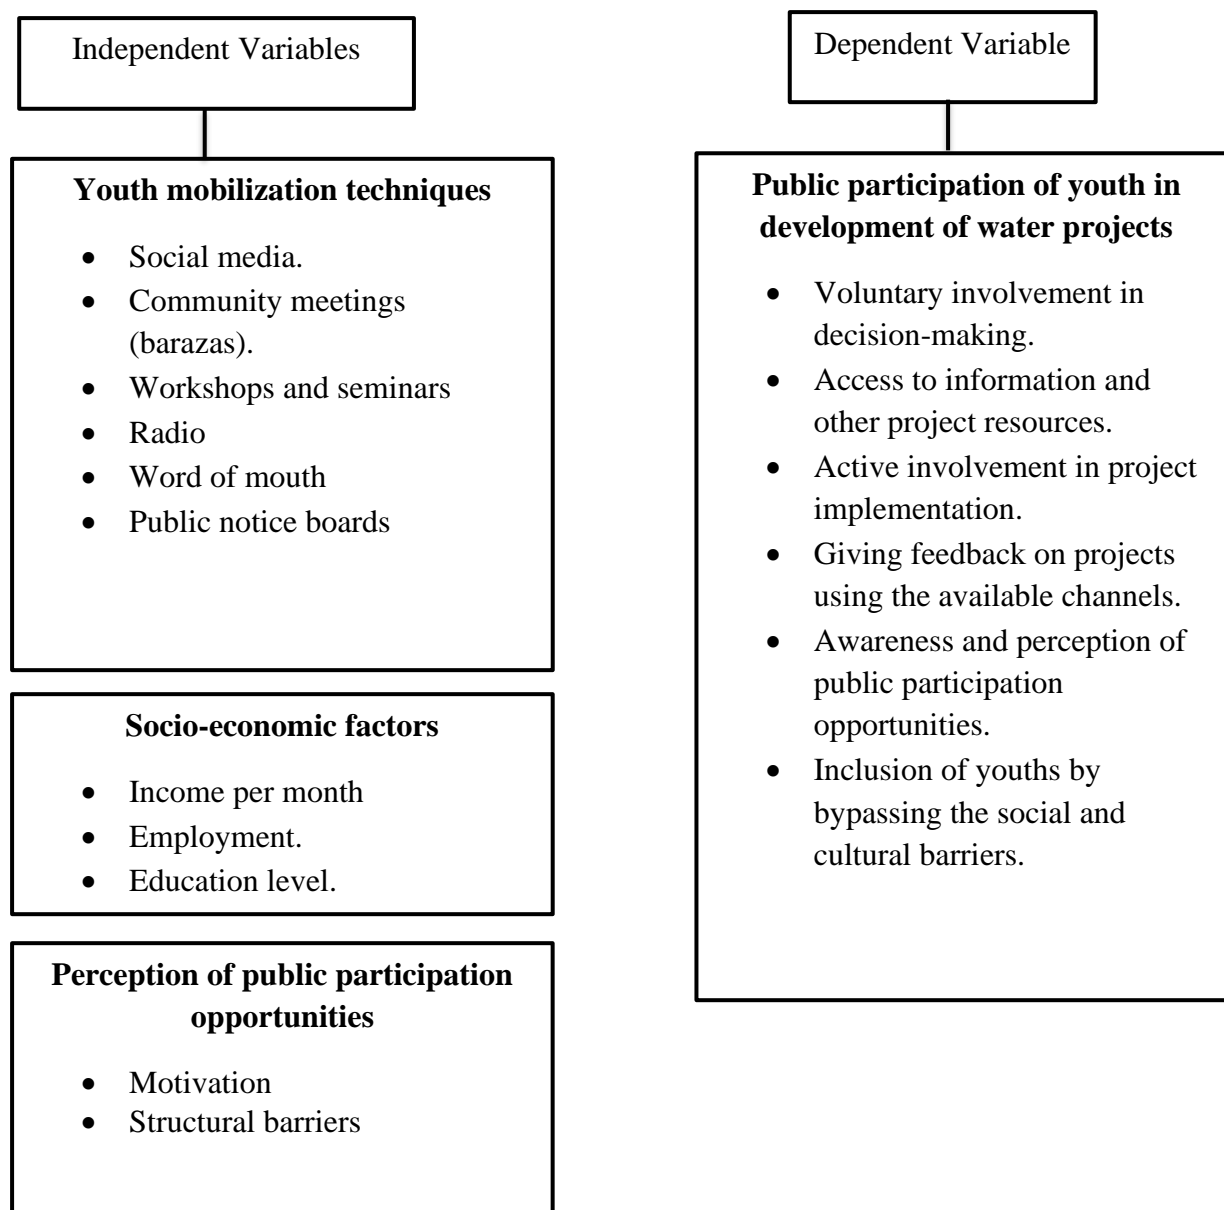 Independent Variables
Youth mobilization techniques
• Social media.
• Community meetings
(barazas).
• Workshops and seminars
• Radio
• Word of mouth
• Public notice boards
Socio-economic factors
• Income per month
• Employment.
• Education level.
Perception of public participation
opportunities
• Motivation
• Structural barriers
Dependent Variable
Public participation of youth in
development of water projects
• Voluntary involvement in
decision-making.
• Access to information and
other project resources.
• Active involvement in project
implementation.
• Giving feedback on projects
using the available channels.
• Awareness and perception of
public participation
opportunities.
• Inclusion of youths by
bypassing the social and
cultural barriers.